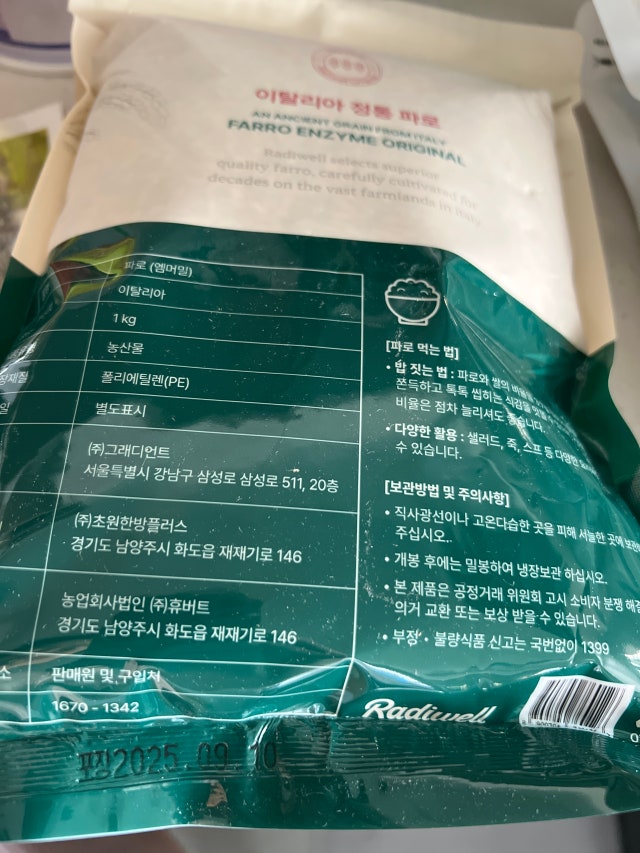 이탈리아 정통 파로
AN ANCIENT GRAIN FROM ITALY
FARRO ENZYME ORIGINAL
Radiwell selects superior
quality farro, carefully cultivated for
decades on the vast farmlands in Italy.
파로 (엠머밀)
이탈리아
1 kg
농산물
폴리에틸렌(PE)
별도표시
(주)그래디언트
서울특별시 강남구 삼성로 삼성로 511, 20층
(주)초원한방플러스
경기도 남양주시 화도읍 재재기로 146
농업회사법인 (주)휴버트
경기도 남양주시 화도읍 재재기로 146
소 판매원 및 구입처
1670 - 1342
[파로 먹는 법]
• 밥 짓는 법 : 파로와 쌀의
쫀득하고 톡톡 씹히는 식감을
비율은 점차 늘리셔도 좋습니다.
• 다양한 활용 : 샐러드, 죽, 스프 등 다양한
수 있습니다.
[보관방법 및 주의사항]
• 직사광선이나 고온다습한 곳을 피해 서늘한 곳에
주십시오..
• 개봉 후에는 밀봉하여 냉장보관 하십시오.
• 본 제품은 공정거래 위원회 고시 소비자 분쟁
의거 교환 또는 보상 받을 수 있습니다.
• 부정 • 불량식품 신고는 국번없이 1399
Radiwell
포장2025.09.10